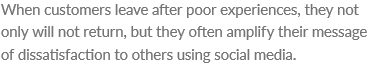 When customers leave after poor experiences, they not
only will not return, but they often amplify their message
of dissatisfaction to others using social media.